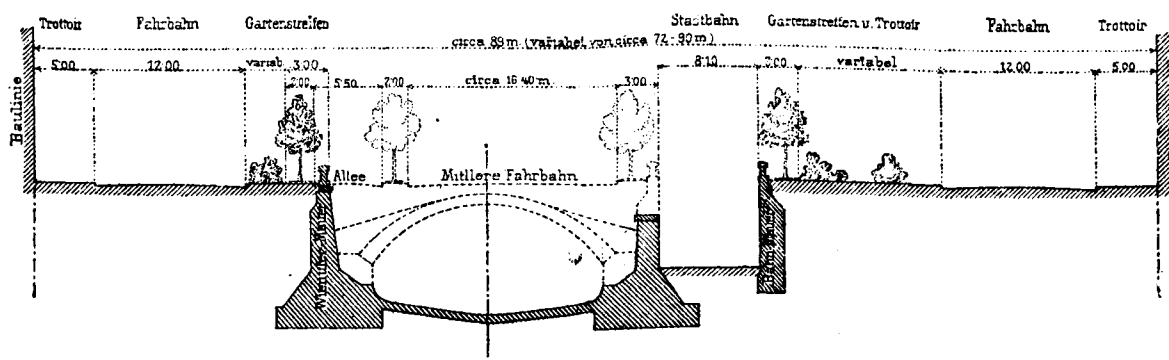 Trottoir Fahrbahn Gartenstreifen Stadtbahn Gartenstreifen u. Trottoir Fahrbahn Trottoir
circa 89 m (variabel von circa 72-90 m)
5·00 12·00 variab. 3·00 circa 16·40 m 3·00 8·10 2·00 variabel 12·00 5·00
2·00 5·50 2·00
Baulinie
Allee Mittlere Fahrbahn